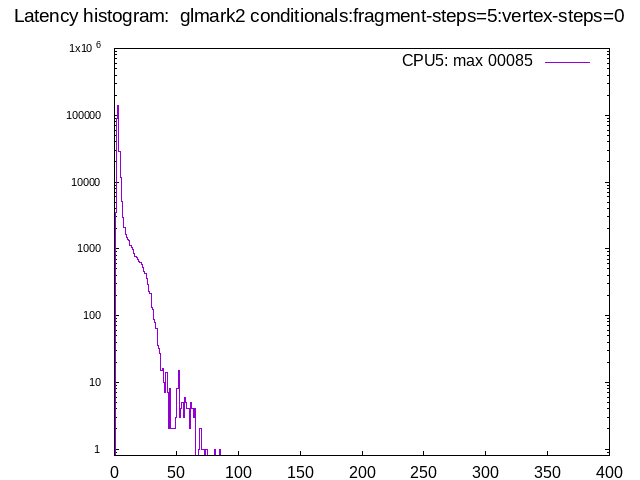 Latency histogram:  glmark2 conditionals:fragment-steps=5:vertex-steps=0
CPU5: max 00085
1x10^6
100000
10000
1000
100
10
1
0 50 100 150 200 250 300 350 400